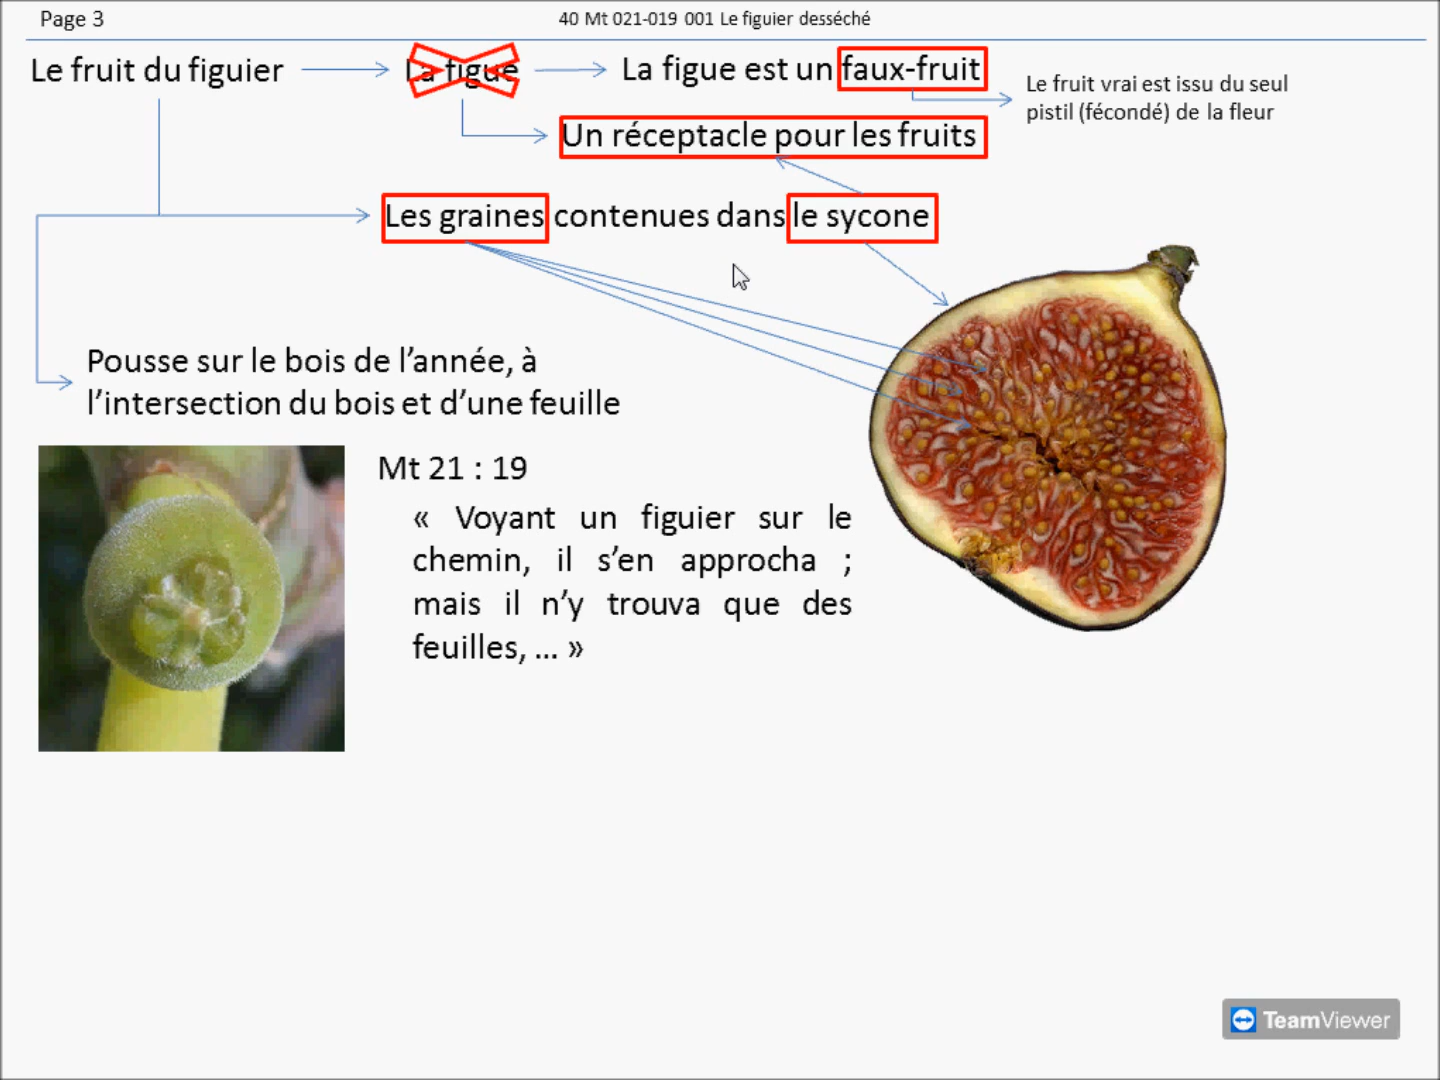 Page 3
40 Mt 021-019 001 Le figuier desséché
Le fruit du figuier
La figue
La figue est un faux-fruit
Le fruit vrai est issu du seul
pistil (fécondé) de la fleur
Un réceptacle pour les fruits
Les graines contenues dans le sycone
Pousse sur le bois de l'année, à
l'intersection du bois et d'une feuille
Mt 21 : 19
« Voyant un figuier sur le
chemin, il s'en approcha ;
mais il n'y trouva que des
feuilles, ... »
TeamViewer